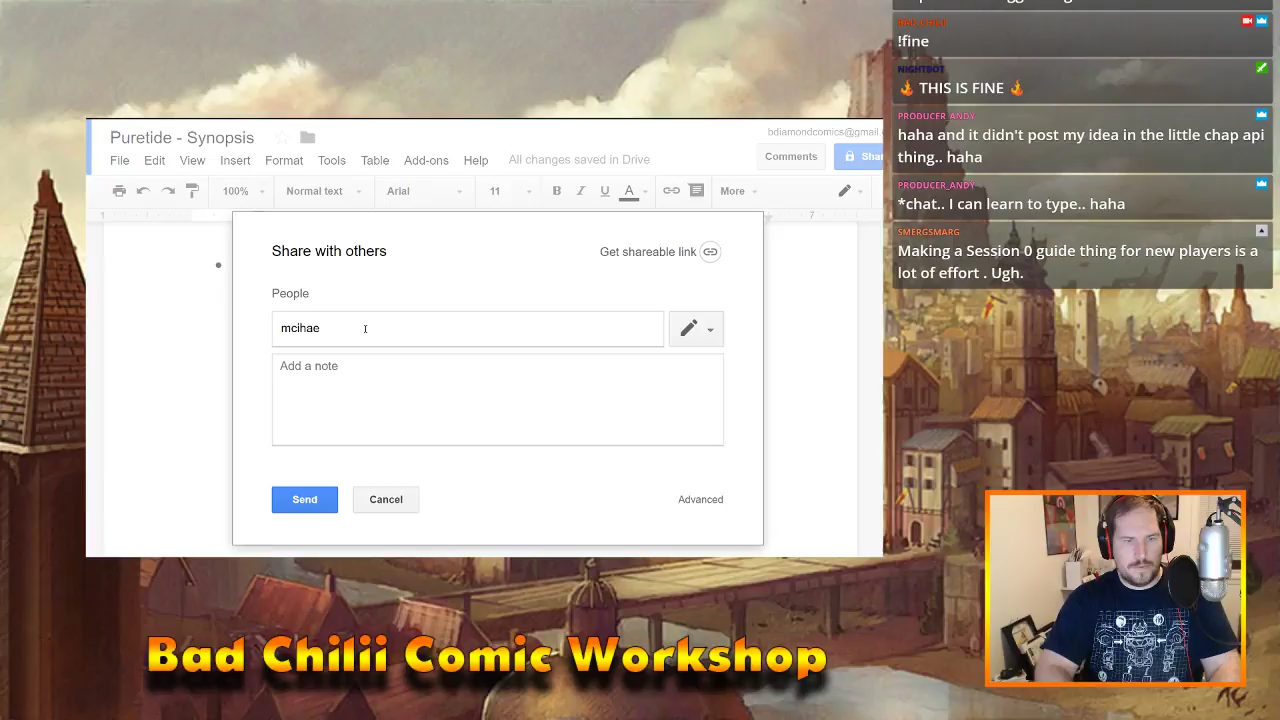 !fine
NIGHTBOT
🔥 THIS IS FINE 🔥
PRODUCER_ANDY
haha and it didn't post my idea in the little chap api
thing.. haha
PRODUCER_ANDY
*chat.. I can learn to type.. haha
SMERGSMARG
Making a Session 0 guide thing for new players is a
lot of effort . Ugh.
Puretide - Synopsis
bdiamondcomics@gmail.
File Edit View Insert Format Tools Table Add-ons Help All changes saved in Drive
Comments
Shar
100% Normal text Arial 11 B I U A More
1 7
Share with others
Get shareable link
People
mcihae
Add a note
Send Cancel Advanced
Bad Chilii Comic Workshop